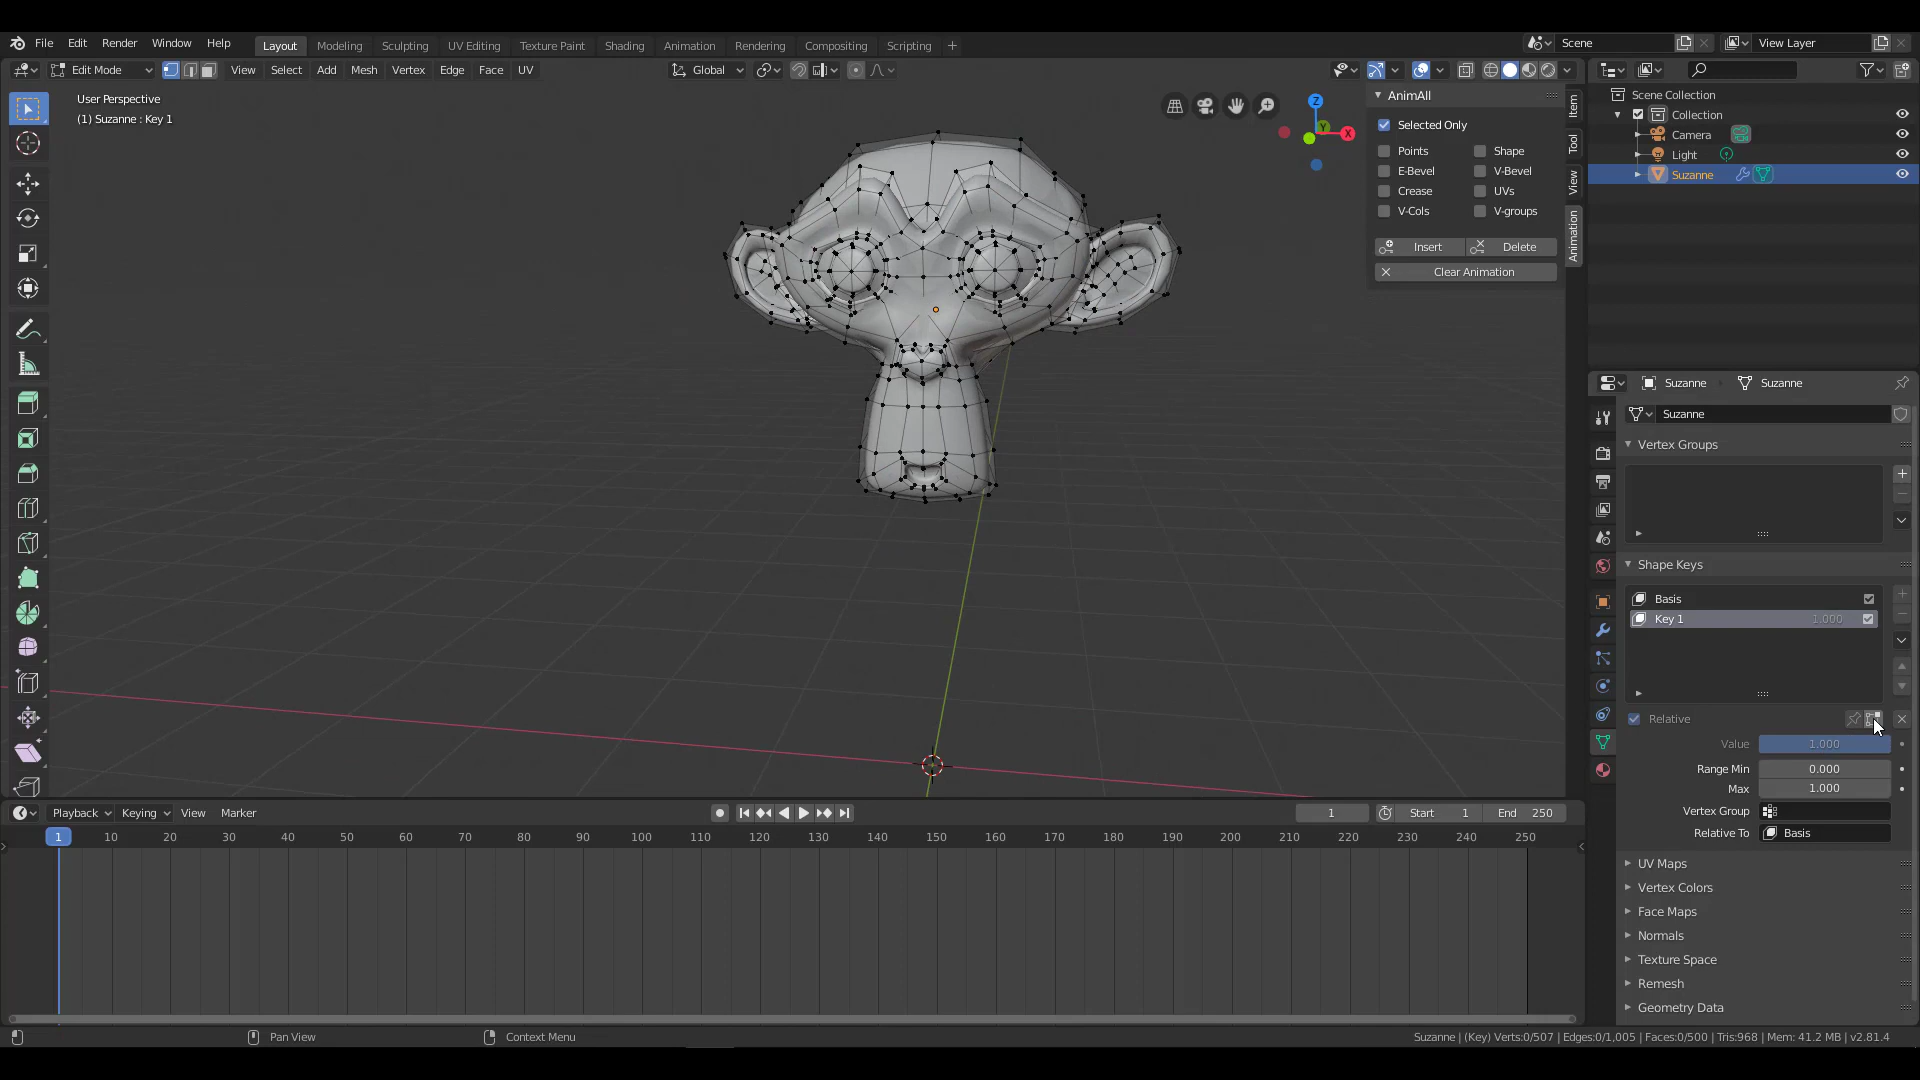 File Edit Render Window Help Layout Modeling Sculpting UV Editing Texture Paint Shading Animation Rendering Compositing Scripting + Scene View Layer
Edit Mode View Select Add Mesh Vertex Edge Face UV Global
User Perspective
(1) Suzanne : Key 1
Z
Y
X
AnimAll
Selected Only
Points Shape
E-Bevel V-Bevel
Crease UVs
V-Cols V-groups
Insert Delete
Clear Animation
Item
Tool
View
Animation
Scene Collection
Collection
Camera
Light
Suzanne
Suzanne Suzanne
Suzanne
Vertex Groups
Shape Keys
Basis
Key 1 1.000
Relative
Value 1.000
Range Min 0.000
Max 1.000
Vertex Group
Relative To Basis
UV Maps
Vertex Colors
Face Maps
Normals
Texture Space
Remesh
Geometry Data
Playback Keying View Marker 1 Start 1 End 250
1 10 20 30 40 50 60 70 80 90 100 110 120 130 140 150 160 170 180 190 200 210 220 230 240 250
Pan View Context Menu Suzanne | (Key) Verts:0/507 | Edges:0/1,005 | Faces:0/500 | Tris:968 | Mem: 41.2 MB | v2.81.4